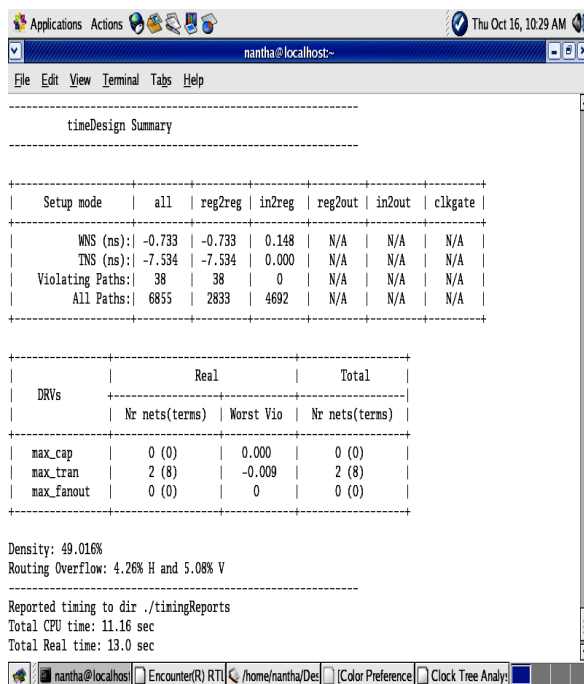 Applications Actions Thu Oct 16, 10:29 AM
nantha@localhost:~
File Edit View Terminal Tabs Help
------------------------------------------------------------
timeDesign Summary
------------------------------------------------------------
+--------------------+---------+---------+---------+---------+---------+---------+
| Setup mode | all | reg2reg | in2reg | reg2out | in2out | clkgate |
+--------------------+---------+---------+---------+---------+---------+---------+
| WNS (ns):| -0.733 | -0.733 | 0.148 | N/A | N/A | N/A |
| TNS (ns):| -7.534 | -7.534 | 0.000 | N/A | N/A | N/A |
| Violating Paths:| 38 | 38 | 0 | N/A | N/A | N/A |
| All Paths:| 6855 | 2833 | 4692 | N/A | N/A | N/A |
+--------------------+---------+---------+---------+---------+---------+---------+
+----------------+-------------------------------+------------------+
| | Real | Total |
| DRVs +------------------+------------+------------------|
| | Nr nets(terms) | Worst Vio | Nr nets(terms) |
+----------------+------------------+------------+------------------+
| max_cap | 0 (0) | 0.000 | 0 (0) |
| max_tran | 2 (8) | -0.009 | 2 (8) |
| max_fanout | 0 (0) | 0 | 0 (0) |
+----------------+------------------+------------+------------------+
Density: 49.016%
Routing Overflow: 4.26% H and 5.08% V
------------------------------------------------------------
Reported timing to dir ./timingReports
Total CPU time: 11.16 sec
Total Real time: 13.0 sec
nantha@localhost Encounter(R) RTL /home/nantha/Des [Color Preference Clock Tree Analy